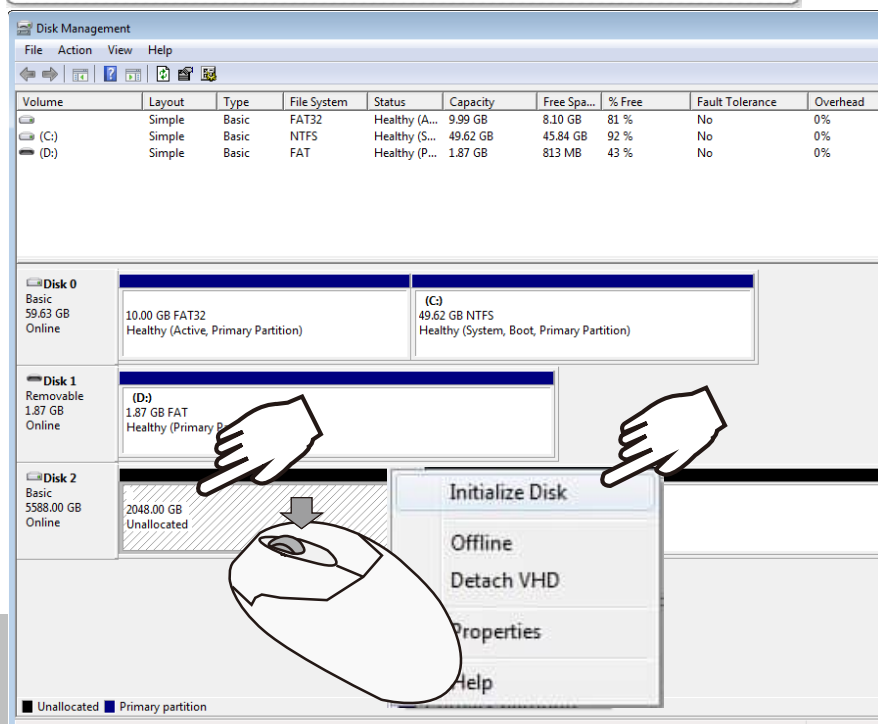 Disk Management
File Action View Help
Volume Layout Type File System Status Capacity Free Spa... % Free Fault Tolerance Overhead
Simple Basic FAT32 Healthy (A... 9.99 GB 8.10 GB 81 % No 0%
(C:) Simple Basic NTFS Healthy (S... 49.62 GB 45.84 GB 92 % No 0%
(D:) Simple Basic FAT Healthy (P... 1.87 GB 813 MB 43 % No 0%
Disk 0
Basic
59.63 GB
Online
10.00 GB FAT32
Healthy (Active, Primary Partition)
(C:)
49.62 GB NTFS
Healthy (System, Boot, Primary Partition)
Disk 1
Removable
1.87 GB
Online
(D:)
1.87 GB FAT
Healthy (Primary
Disk 2
Basic
5588.00 GB
Online
2048.00 GB
Unallocated
Initialize Disk
Offline
Detach VHD
Properties
Help
Unallocated Primary partition